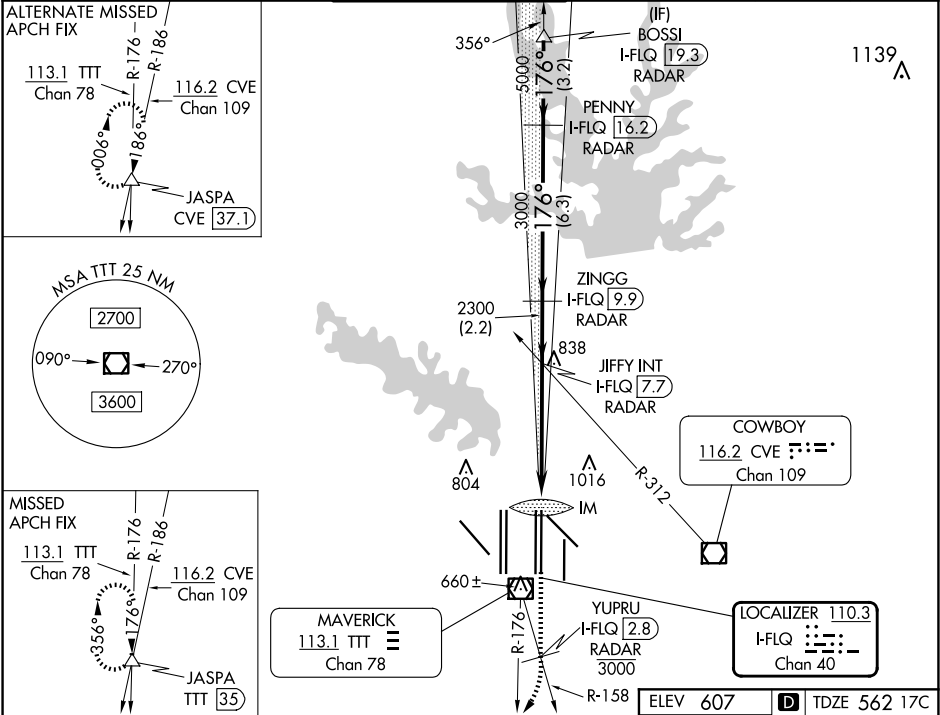 ALTERNATE MISSED
APCH FIX
113.1 TTT
Chan 78
R-176
R-186
116.2 CVE
Chan 109
006°
186°
JASPA
CVE 37.1
MSA TTT 25 NM
2700
090°
270°
3600
MISSED
APCH FIX
113.1 TTT
Chan 78
R-176
R-186
116.2 CVE
Chan 109
356°
176°
JASPA
TTT 35
356°
(IF)
BOSSI
I-FLQ 19.3
RADAR
1139
5000
176°
(3.2)
PENNY
I-FLQ 16.2
RADAR
3000
176°
(6.3)
ZINGG
I-FLQ 9.9
RADAR
2300
(2.2)
838
JIFFY INT
I-FLQ 7.7
RADAR
COWBOY
116.2 CVE
Chan 109
R-312
804
1016
IM
660 ±
MAVERICK
113.1 TTT
Chan 78
R-176
YUPRU
I-FLQ 2.8
RADAR
3000
R-158
LOCALIZER 110.3
I-FLQ
Chan 40
ELEV 607
D TDZE 562 17C